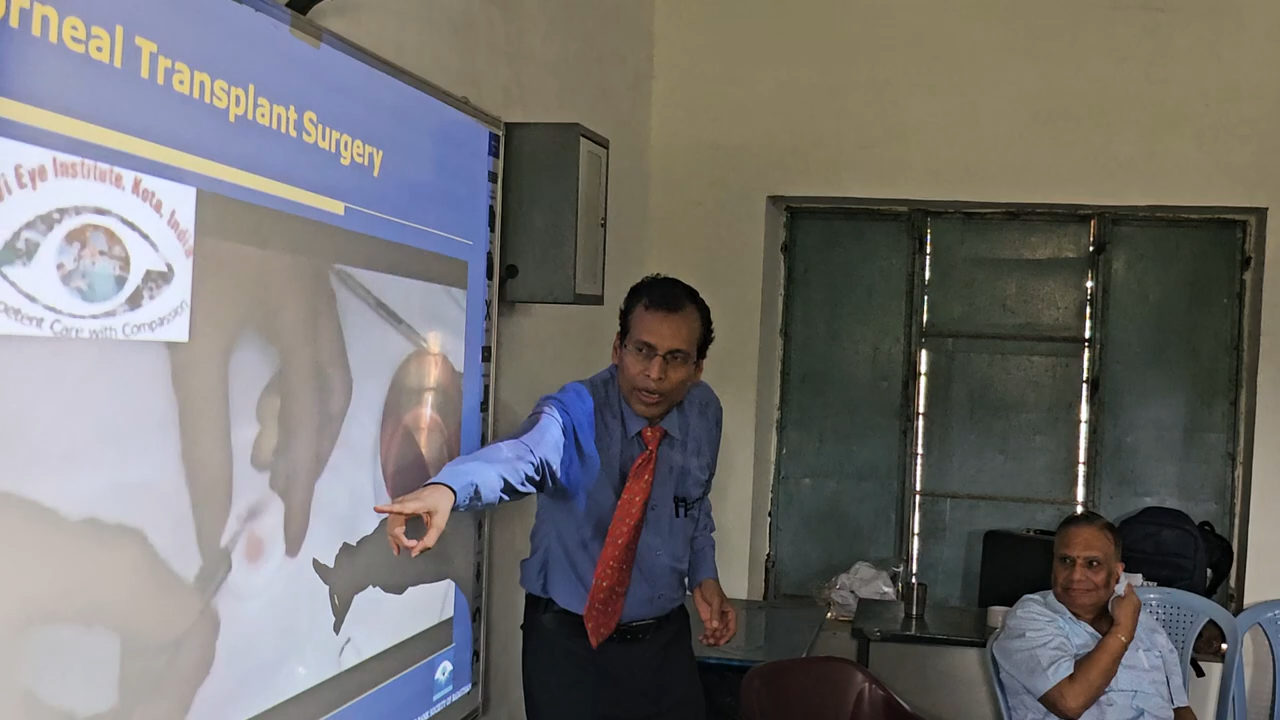 orneal Transplant Surgery
i Eye Institute, Kota, India
petent Care with Compassion